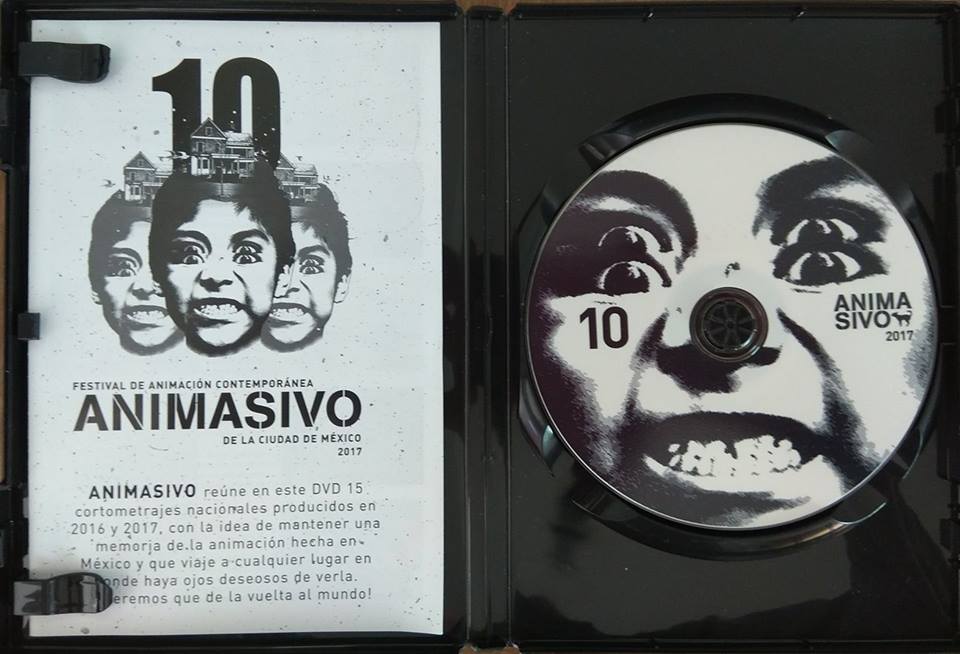 10
FESTIVAL DE ANIMACIÓN CONTEMPORÁNEA
ANIMASIVO
DE LA CIUDAD DE MÉXICO
2017
ANIMASIVO reúne en este DVD 15
cortometrajes nacionales producidos en
2016 y 2017, con la idea de mantener una
memoria de la animación hecha en
México y que viaje a cualquier lugar en
haya ojos deseosos de verla.
que de la vuelta al mundo!
10
ANIMA
SIVO
2017